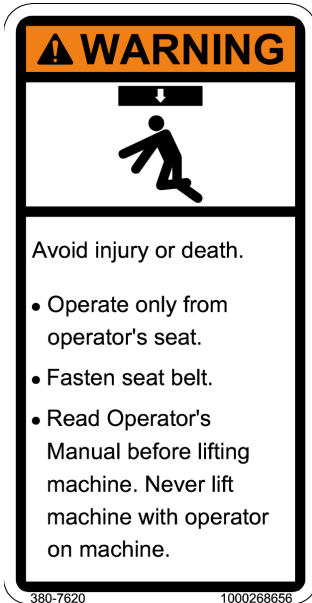 WARNING
Avoid injury or death.
• Operate only from
operator's seat.
• Fasten seat belt.
• Read Operator's
Manual before lifting
machine. Never lift
machine with operator
on machine.
380-7620 1000268656